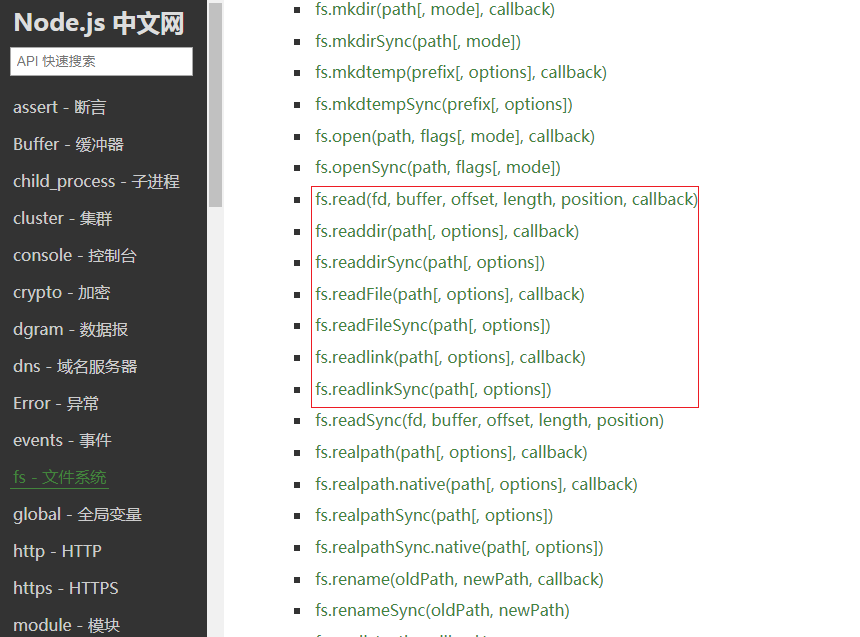 Node.js 中文网
API 快速搜索
assert - 断言
Buffer - 缓冲器
child_process - 子进程
cluster - 集群
console - 控制台
crypto - 加密
dgram - 数据报
dns - 域名服务器
Error - 异常
events - 事件
fs - 文件系统
global - 全局变量
http - HTTP
https - HTTPS
module - 模块
fs.mkdir(path[, mode], callback)
fs.mkdirSync(path[, mode])
fs.mkdtemp(prefix[, options], callback)
fs.mkdtempSync(prefix[, options])
fs.open(path, flags[, mode], callback)
fs.openSync(path, flags[, mode])
fs.read(fd, buffer, offset, length, position, callback)
fs.readdir(path[, options], callback)
fs.readdirSync(path[, options])
fs.readFile(path[, options], callback)
fs.readFileSync(path[, options])
fs.readlink(path[, options], callback)
fs.readlinkSync(path[, options])
fs.readSync(fd, buffer, offset, length, position)
fs.realpath(path[, options], callback)
fs.realpath.native(path[, options], callback)
fs.realpathSync(path[, options])
fs.realpathSync.native(path[, options])
fs.rename(oldPath, newPath, callback)
fs.renameSync(oldPath, newPath)